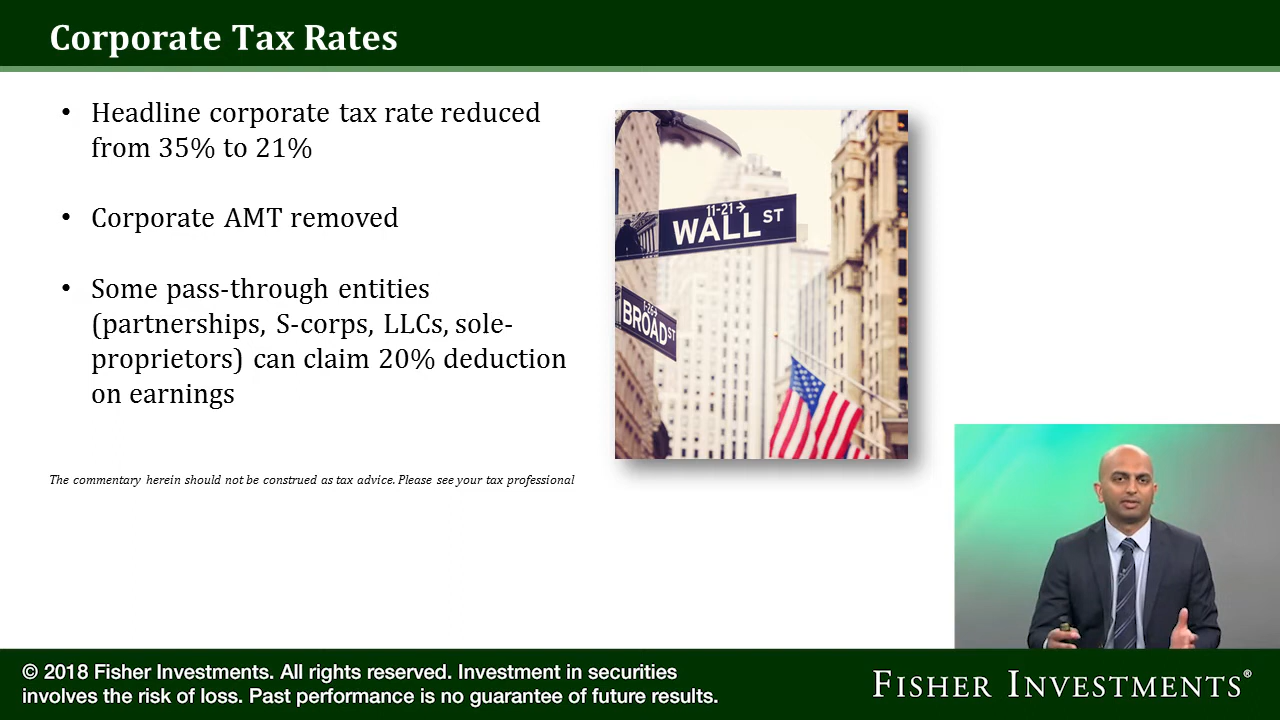 Corporate Tax Rates
• Headline corporate tax rate reduced
from 35% to 21%
• Corporate AMT removed
• Some pass-through entities
(partnerships, S-corps, LLCs, sole-
proprietors) can claim 20% deduction
on earnings
The commentary herein should not be construed as tax advice. Please see your tax professional
11-21→
WALL ST
BROAD ST
© 2018 Fisher Investments. All rights reserved. Investment in securities
involves the risk of loss. Past performance is no guarantee of future results.
FISHER INVESTMENTS®